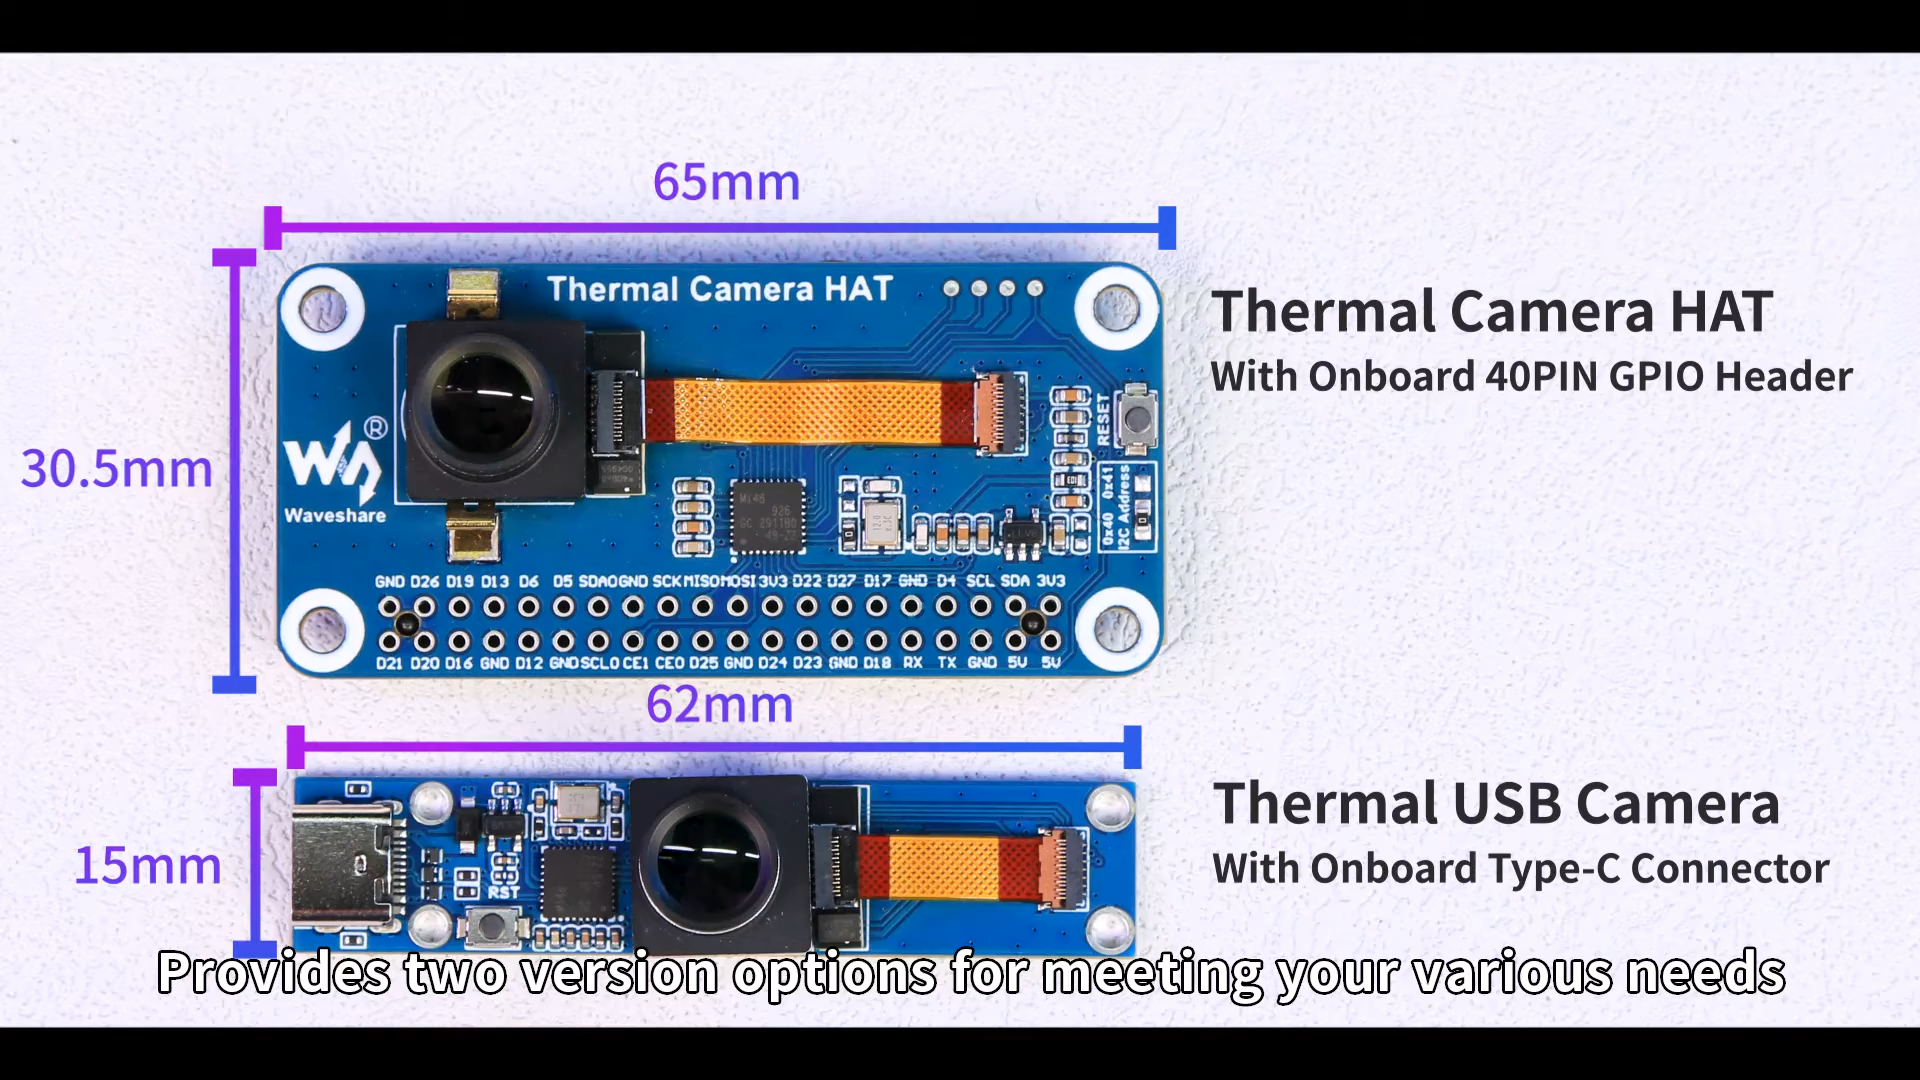 65mm
Thermal Camera HAT
Thermal Camera HAT
With Onboard 40PIN GPIO Header
30.5mm
RESET
0x40 0x41
I2C Address
R
Waveshare
Mi48
926
GND D26 D19 D13 D6 D5 SDA0 GND SCK MISO MOSI 3V3 D22 D27 D17 GND D4 SCL SDA 3V3
D21 D20 D16 GND D12 GND SCL0 CE1 CE0 D25 GND D24 D23 GND D18 RX TX GND 5V 5V
62mm
Thermal USB Camera
With Onboard Type-C Connector
15mm
RST
Provides two version options for meeting your various needs